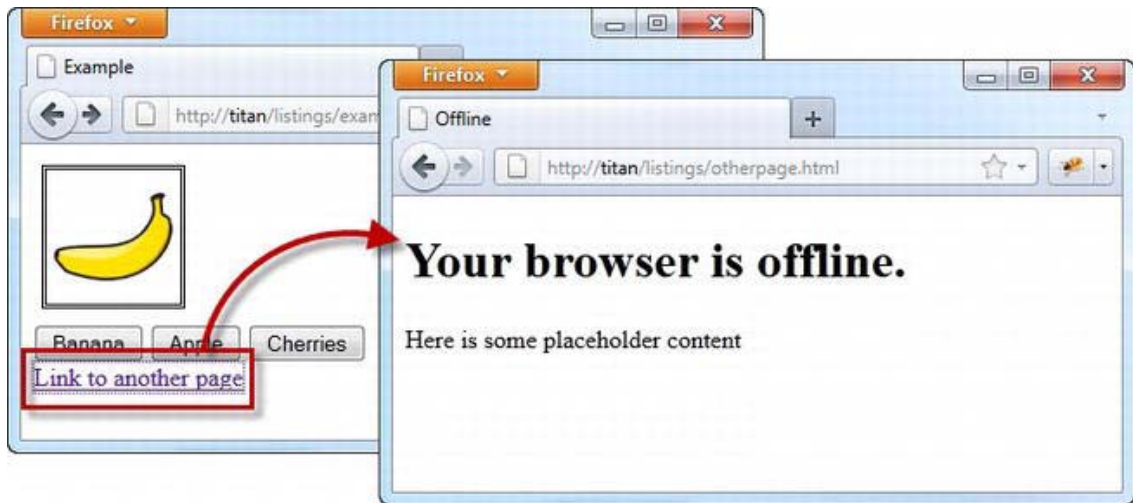 Firefox
Example
http://titan/listings/exam
Banana
Apple
Cherries
Link to another page
Firefox
Offline
http://titan/listings/otherpage.html
Your browser is offline.
Here is some placeholder content